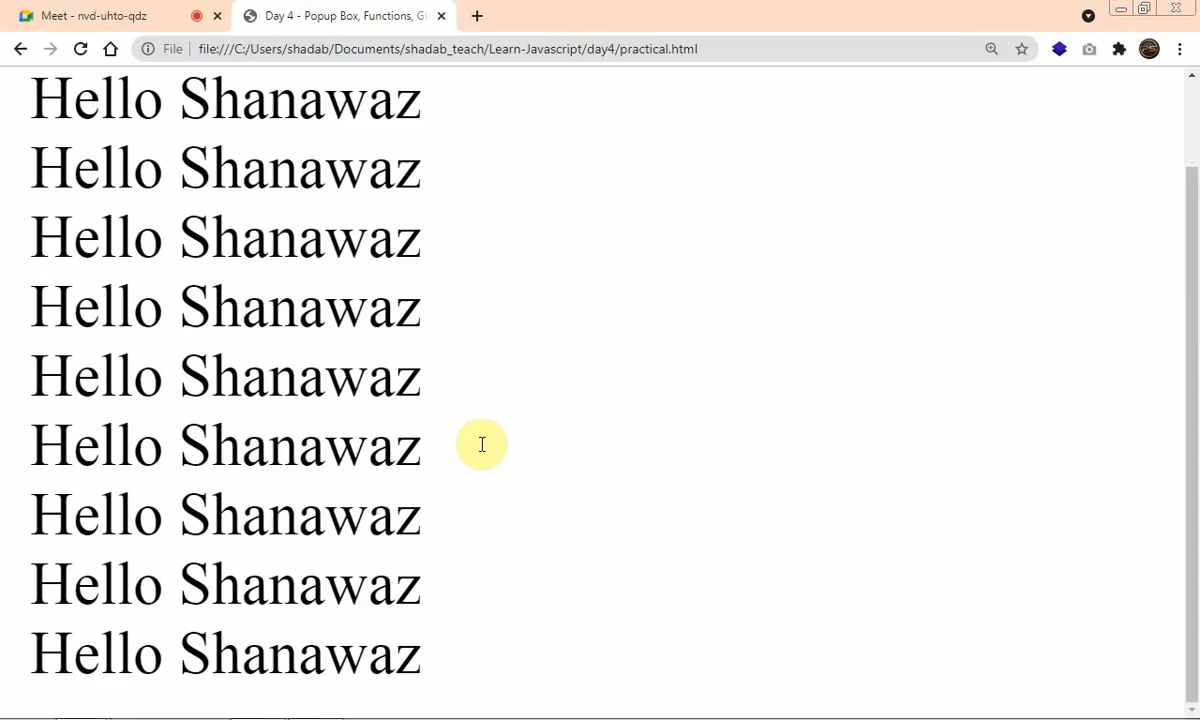 Meet - nvd-uhto-qdz
Day 4 - Popup Box, Functions, Gl
File
file:///C:/Users/shadab/Documents/shadab_teach/Learn-Javascript/day4/practical.html
Hello Shanawaz
Hello Shanawaz
Hello Shanawaz
Hello Shanawaz
Hello Shanawaz
Hello Shanawaz
Hello Shanawaz
Hello Shanawaz
Hello Shanawaz